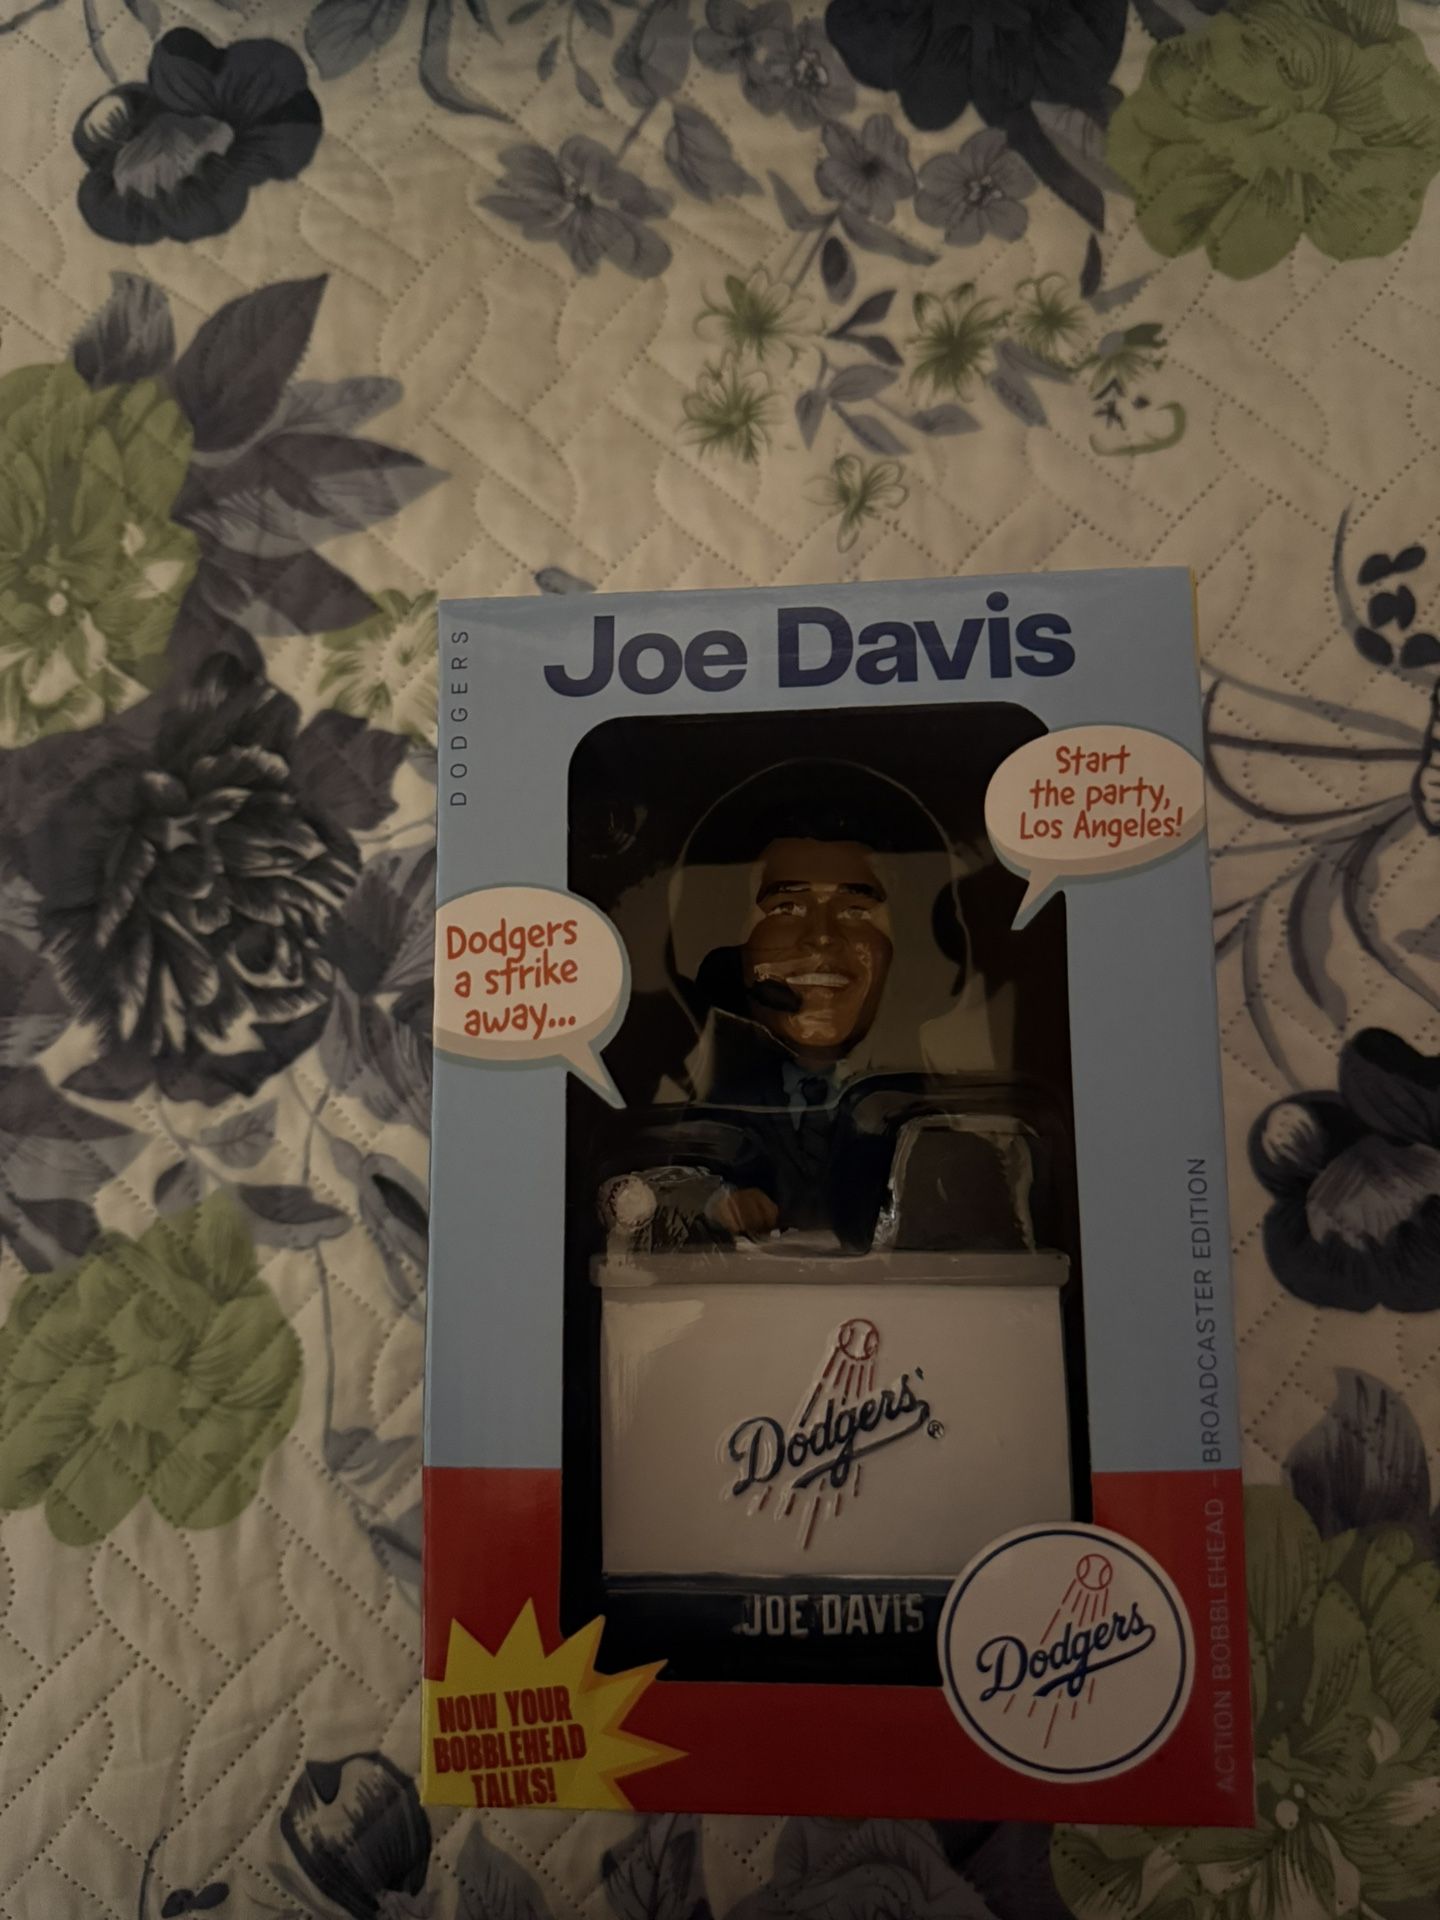 Joe Davis
DODGERS
Start
the party,
Los Angeles!
Dodgers
a strike
away...
Dodgers®
JOE DAVIS
Dodgers
NOW YOUR
BOBBLEHEAD
TALKS!
ACTION BOBBLEHEAD – BROADCASTER EDITION